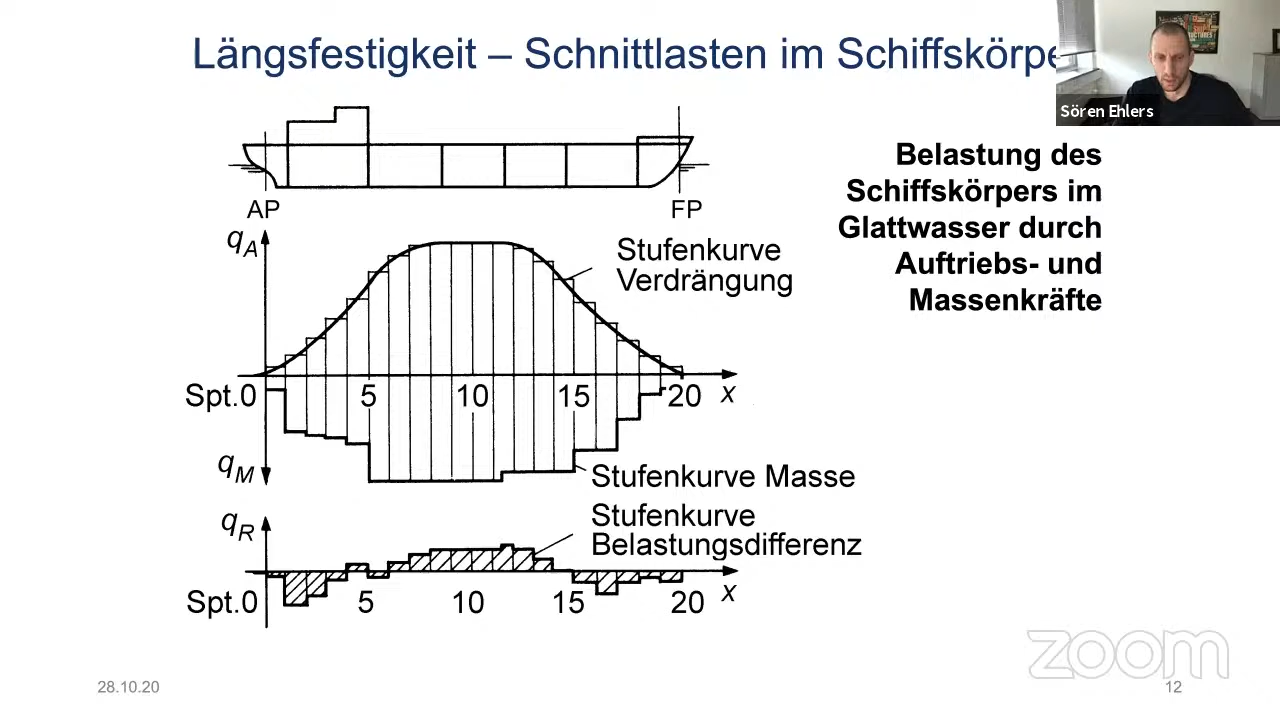 Längsfestigkeit – Schnittlasten im Schiffskörpe
Sören Ehlers
Belastung des
Schiffskörpers im
Glattwasser durch
Auftriebs- und
Massenkräfte
AP
FP
qA
Stufenkurve
Verdrängung
Spt.0 5 10 15 20 x
qM
Stufenkurve Masse
qR
Stufenkurve
Belastungsdifferenz
Spt.0 5 10 15 20 x
zoom
28.10.20
12